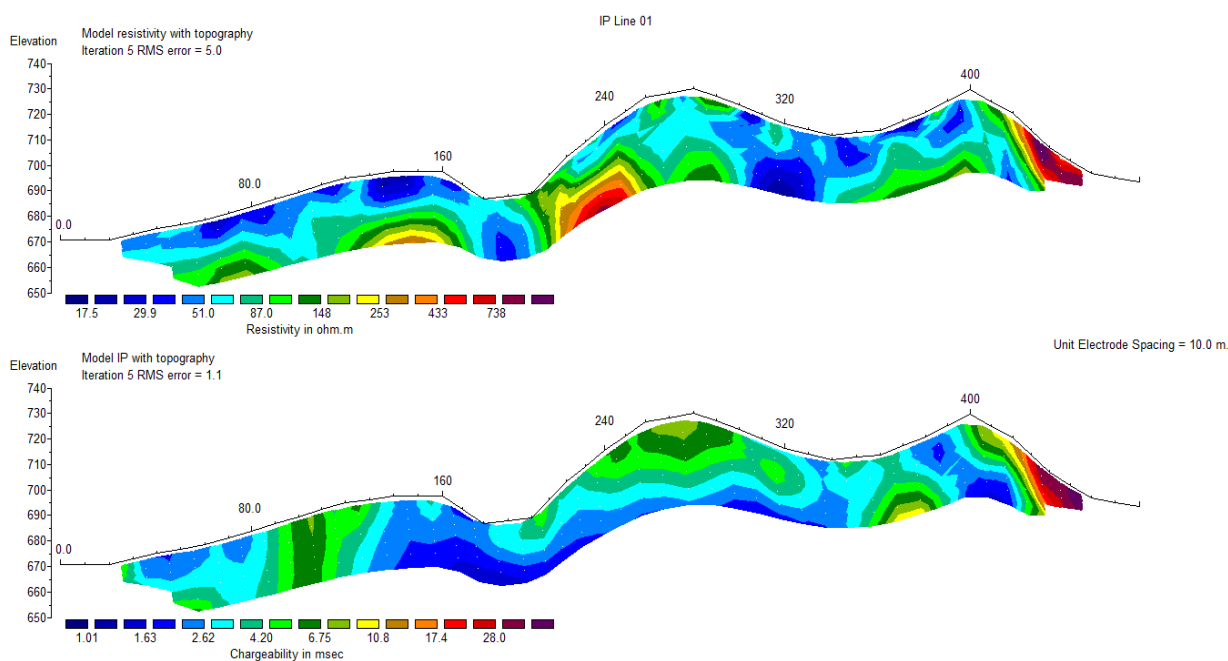 IP Line 01
Model resistivity with topography
Elevation
Iteration 5 RMS error = 5.0
740
730
720
710
700
690
680
670
660
650
0.0
80.0
160
240
320
400
17.5 29.9 51.0 87.0 148 253 433 738
Resistivity in ohm.m
Unit Electrode Spacing = 10.0 m.
Model IP with topography
Elevation
Iteration 5 RMS error = 1.1
740
730
720
710
700
690
680
670
660
650
0.0
80.0
160
240
320
400
1.01 1.63 2.62 4.20 6.75 10.8 17.4 28.0
Chargeability in msec